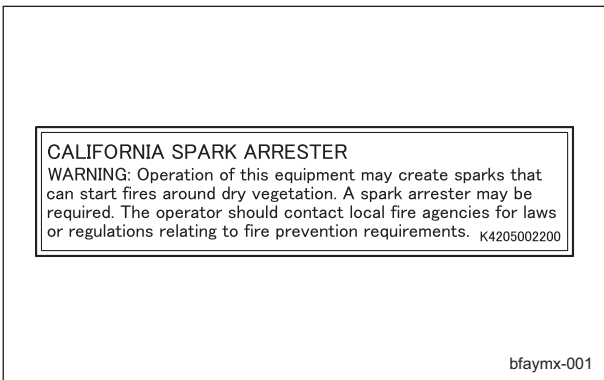 CALIFORNIA SPARK ARRESTER
WARNING: Operation of this equipment may create sparks that
can start fires around dry vegetation. A spark arrester may be
required. The operator should contact local fire agencies for laws
or regulations relating to fire prevention requirements. K4205002200
bfaymx-001